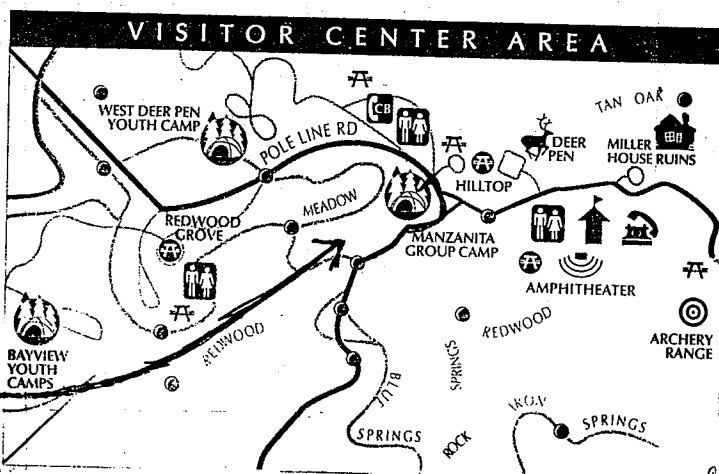 VISITOR CENTER AREA
WEST DEER PEN
YOUTH CAMP
POLE LINE RD
CB
TAN OAK
DEER
PEN
MILLER
HOUSE RUINS
HILLTOP
MEADOW
REDWOOD
GROVE
MANZANITA
GROUP CAMP
AMPHITHEATER
ARCHERY
RANGE
BAYVIEW
YOUTH
CAMPS
REDWOOD
REDWOOD
SPRINGS
BLUE
SPRINGS
ROCK
IRON
SPRINGS